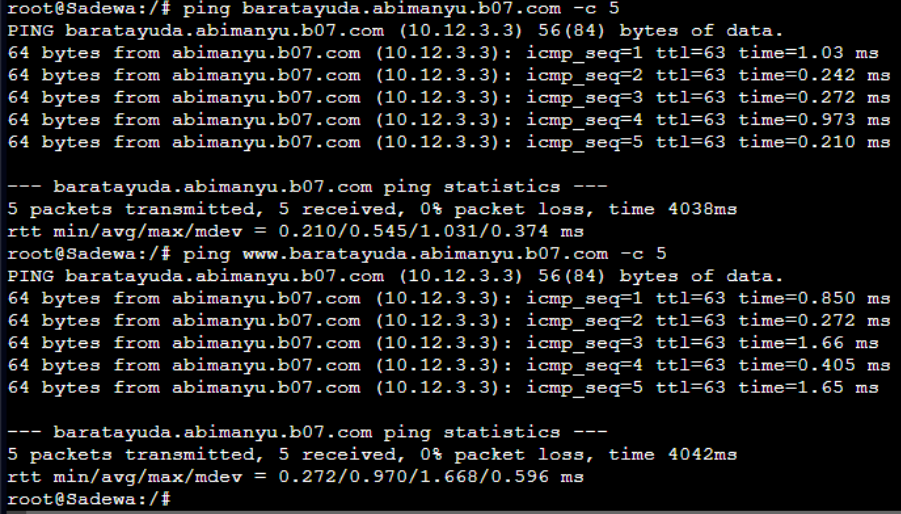 root@Sadewa:/# ping baratayuda.abimanyu.b07.com -c 5
PING baratayuda.abimanyu.b07.com (10.12.3.3) 56(84) bytes of data.
64 bytes from abimanyu.b07.com (10.12.3.3): icmp_seq=1 ttl=63 time=1.03 ms
64 bytes from abimanyu.b07.com (10.12.3.3): icmp_seq=2 ttl=63 time=0.242 ms
64 bytes from abimanyu.b07.com (10.12.3.3): icmp_seq=3 ttl=63 time=0.272 ms
64 bytes from abimanyu.b07.com (10.12.3.3): icmp_seq=4 ttl=63 time=0.973 ms
64 bytes from abimanyu.b07.com (10.12.3.3): icmp_seq=5 ttl=63 time=0.210 ms

--- baratayuda.abimanyu.b07.com ping statistics ---
5 packets transmitted, 5 received, 0% packet loss, time 4038ms
rtt min/avg/max/mdev = 0.210/0.545/1.031/0.374 ms
root@Sadewa:/# ping www.baratayuda.abimanyu.b07.com -c 5
PING baratayuda.abimanyu.b07.com (10.12.3.3) 56(84) bytes of data.
64 bytes from abimanyu.b07.com (10.12.3.3): icmp_seq=1 ttl=63 time=0.850 ms
64 bytes from abimanyu.b07.com (10.12.3.3): icmp_seq=2 ttl=63 time=0.272 ms
64 bytes from abimanyu.b07.com (10.12.3.3): icmp_seq=3 ttl=63 time=1.66 ms
64 bytes from abimanyu.b07.com (10.12.3.3): icmp_seq=4 ttl=63 time=0.405 ms
64 bytes from abimanyu.b07.com (10.12.3.3): icmp_seq=5 ttl=63 time=1.65 ms

--- baratayuda.abimanyu.b07.com ping statistics ---
5 packets transmitted, 5 received, 0% packet loss, time 4042ms
rtt min/avg/max/mdev = 0.272/0.970/1.668/0.596 ms
root@Sadewa:/#